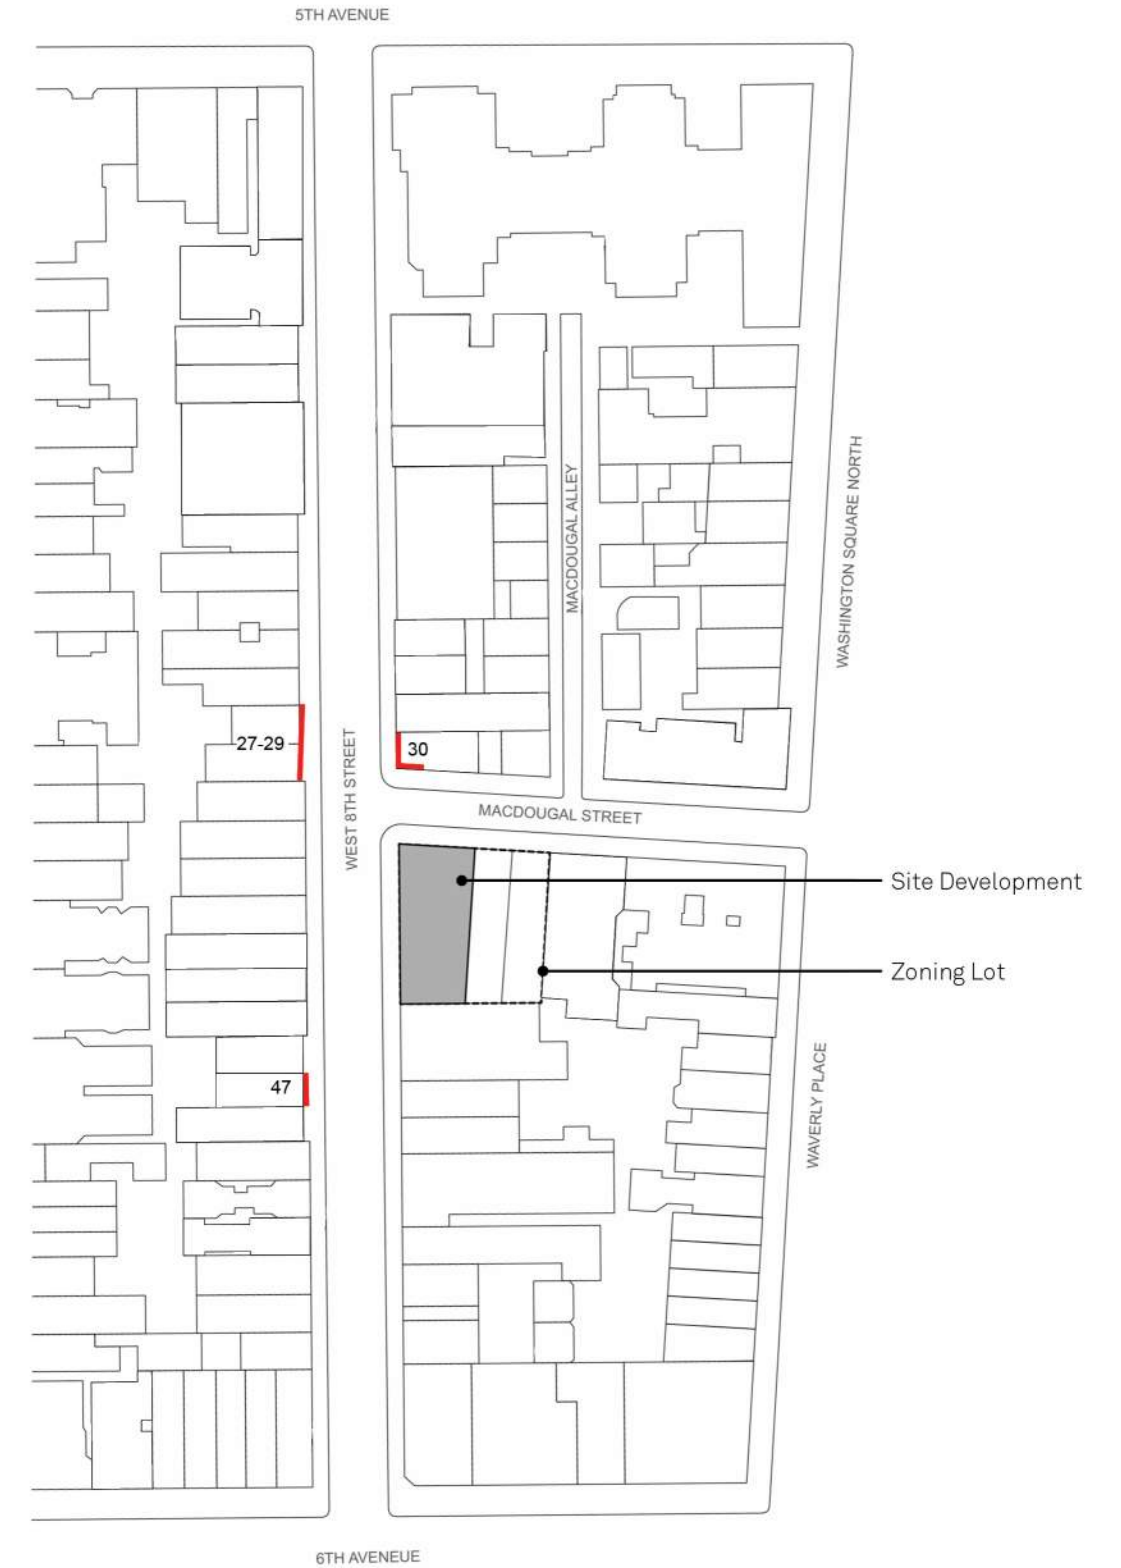 5TH AVENUE
MACDOUGAL ALLEY
WASHINGTON SQUARE NORTH
27-29
30
WEST 8TH STREET
MACDOUGAL STREET
Site Development
Zoning Lot
47
WAVERLY PLACE
6TH AVENEUE